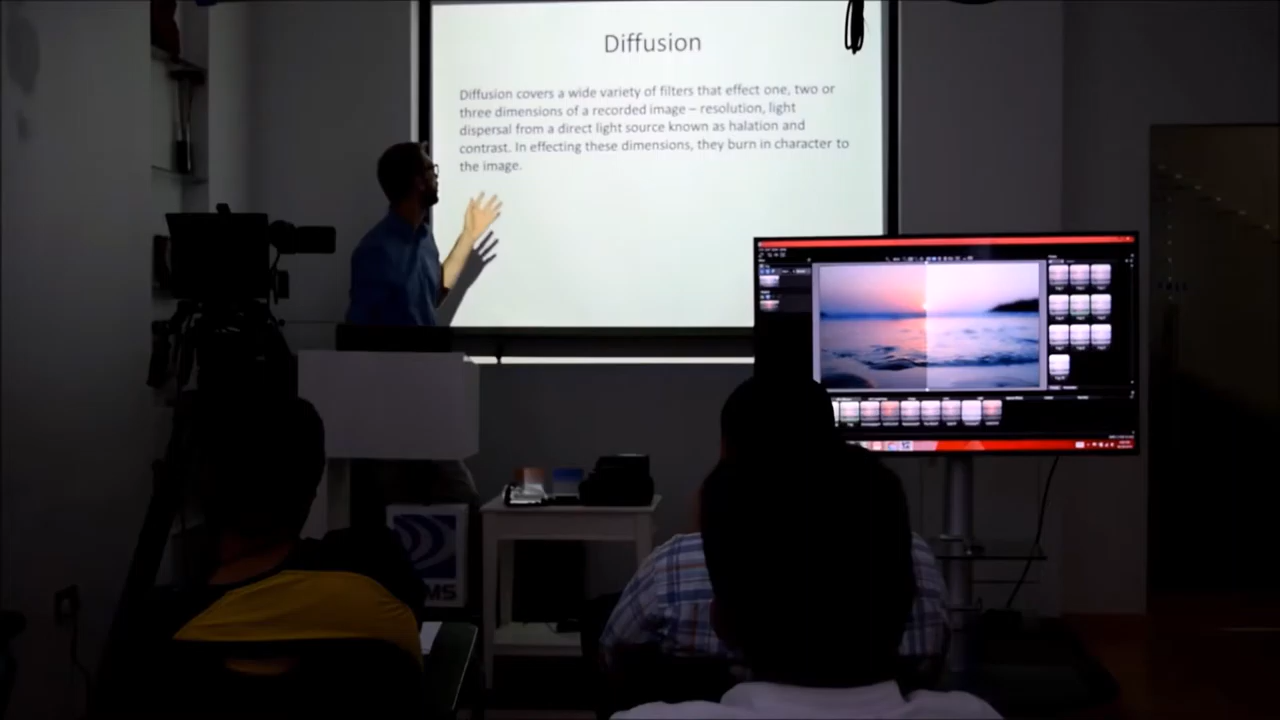 Diffusion
Diffusion covers a wide variety of filters that effect one, two or
three dimensions of a recorded image – resolution, light
dispersal from a direct light source known as halation and
contrast. In effecting these dimensions, they burn in character to
the image.
MS